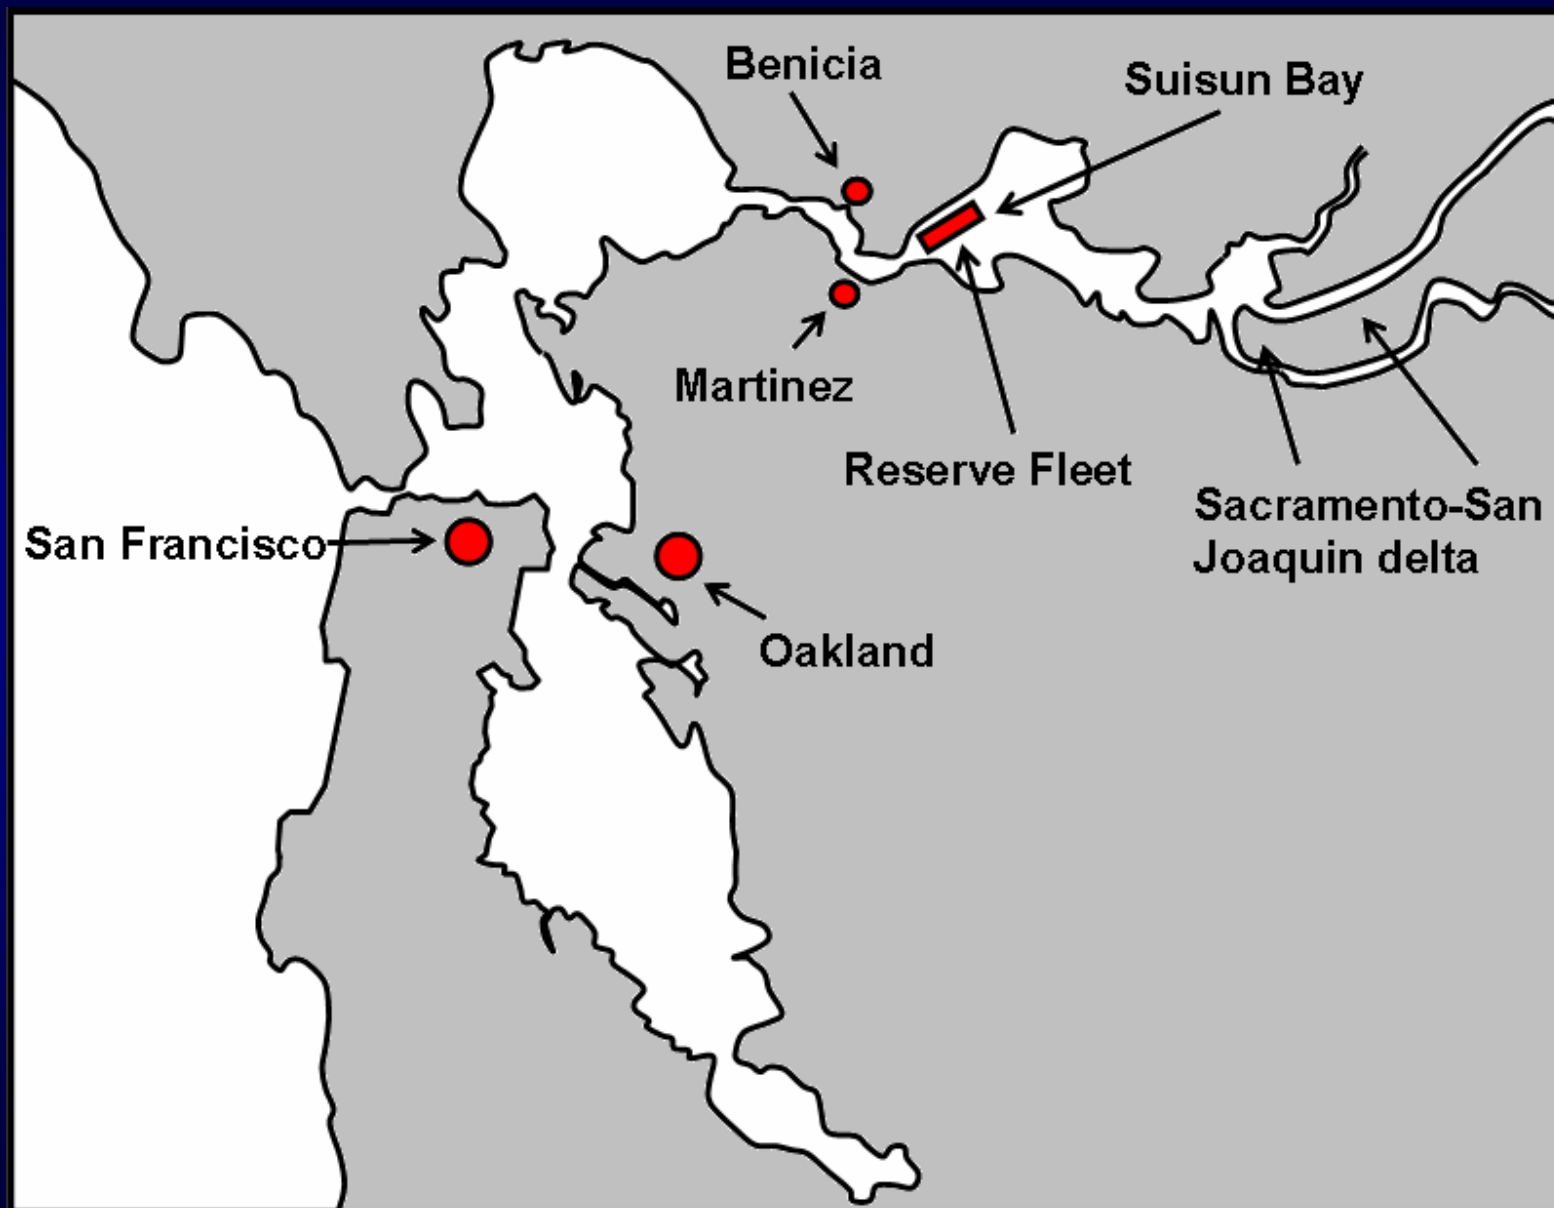 Benicia
Suisun Bay
Martinez
Reserve Fleet
Sacramento-San
Joaquin delta
San Francisco
Oakland